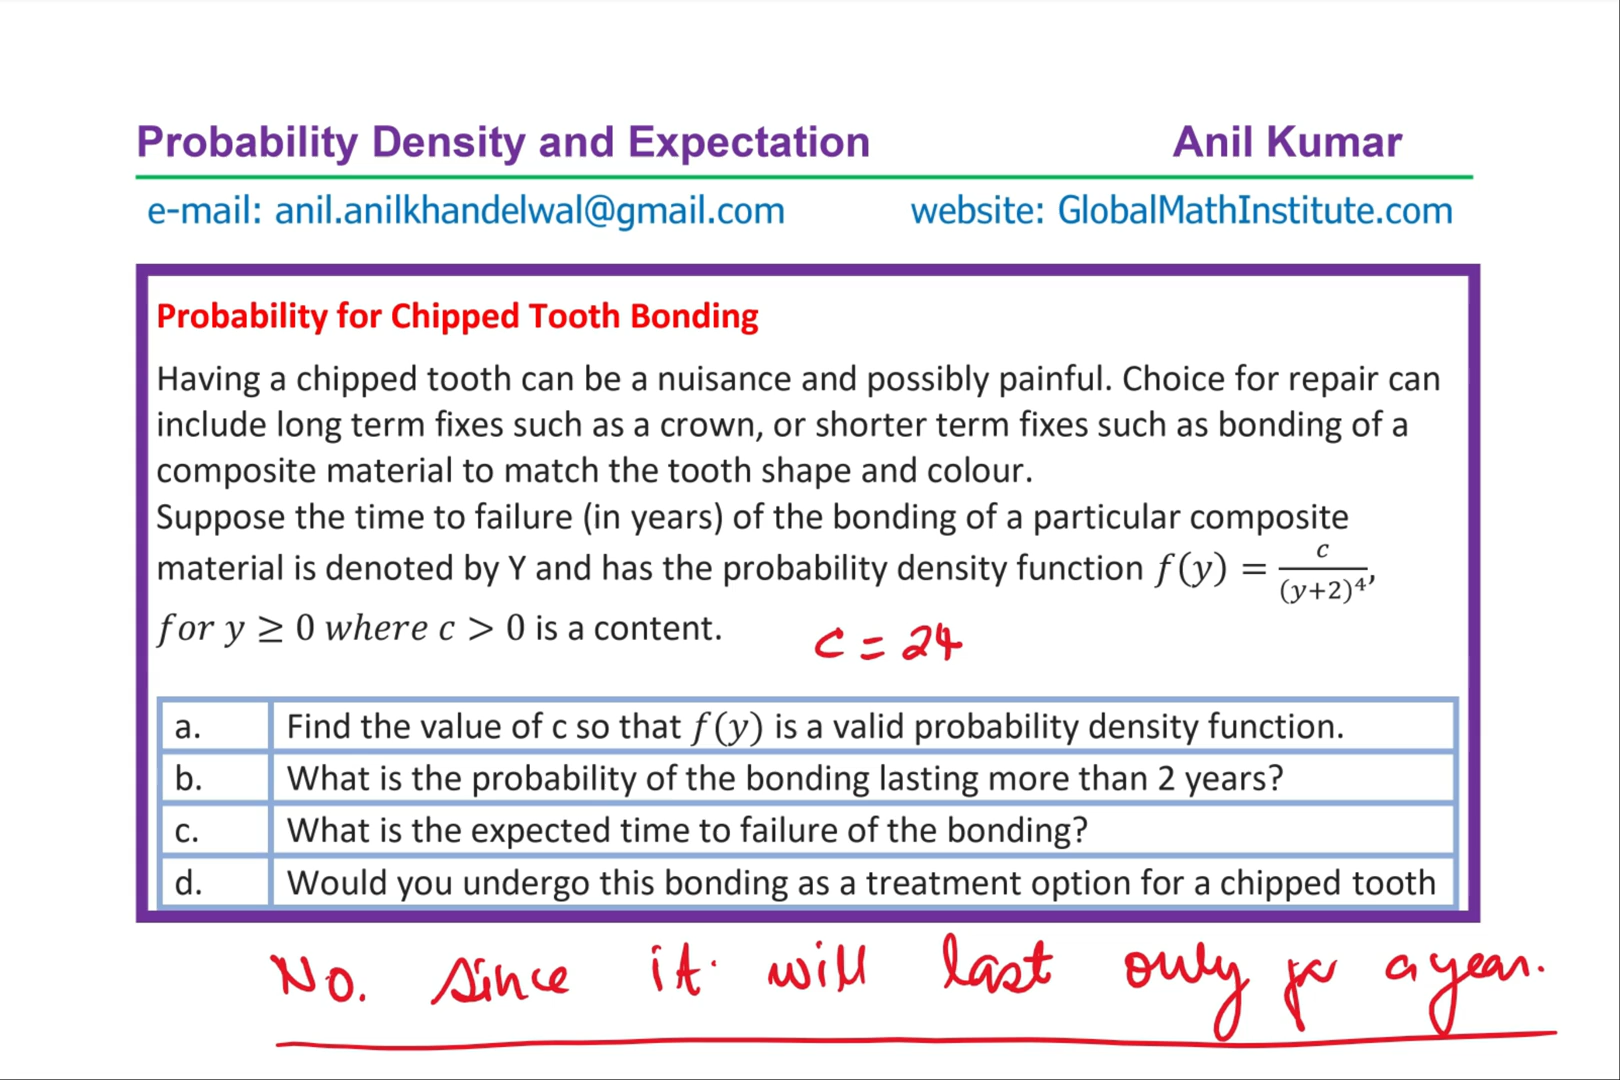 Probability Density and Expectation Anil Kumar
e-mail: anil.anilkhandelwal@gmail.com website: GlobalMathInstitute.com
Probability for Chipped Tooth Bonding
Having a chipped tooth can be a nuisance and possibly painful. Choice for repair can
include long term fixes such as a crown, or shorter term fixes such as bonding of a
composite material to match the tooth shape and colour.
Suppose the time to failure (in years) of the bonding of a particular composite
material is denoted by Y and has the probability density function f(y) = c/(y+2)⁴,
for y ≥ 0 where c > 0 is a content.
c = 24
a. Find the value of c so that f(y) is a valid probability density function.
b. What is the probability of the bonding lasting more than 2 years?
c. What is the expected time to failure of the bonding?
d. Would you undergo this bonding as a treatment option for a chipped tooth
No. Since it will last only for a year.